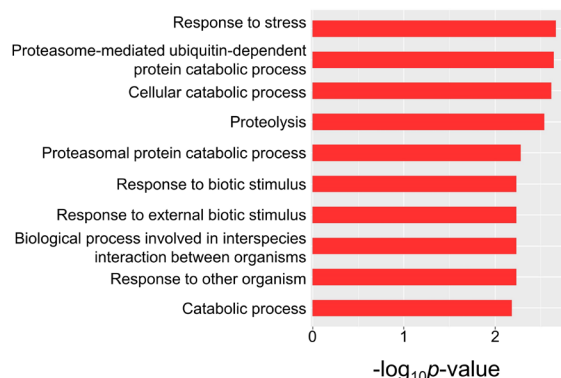 Response to stress
Proteasome-mediated ubiquitin-dependent
protein catabolic process
Cellular catabolic process
Proteolysis
Proteasomal protein catabolic process
Response to biotic stimulus
Response to external biotic stimulus
Biological process involved in interspecies
interaction between organisms
Response to other organism
Catabolic process
0 1 2
-log₁₀p-value